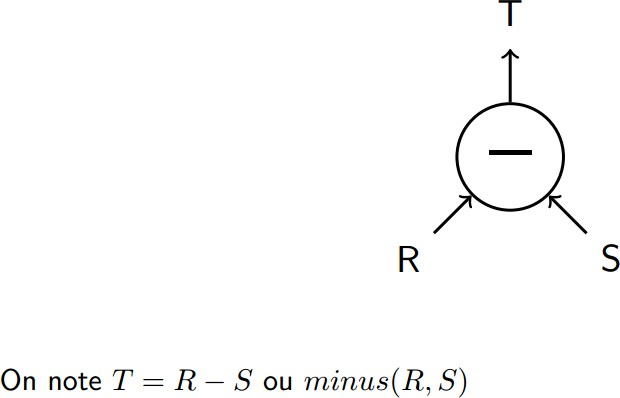 T
−
R S
On note T = R − S ou minus(R, S)